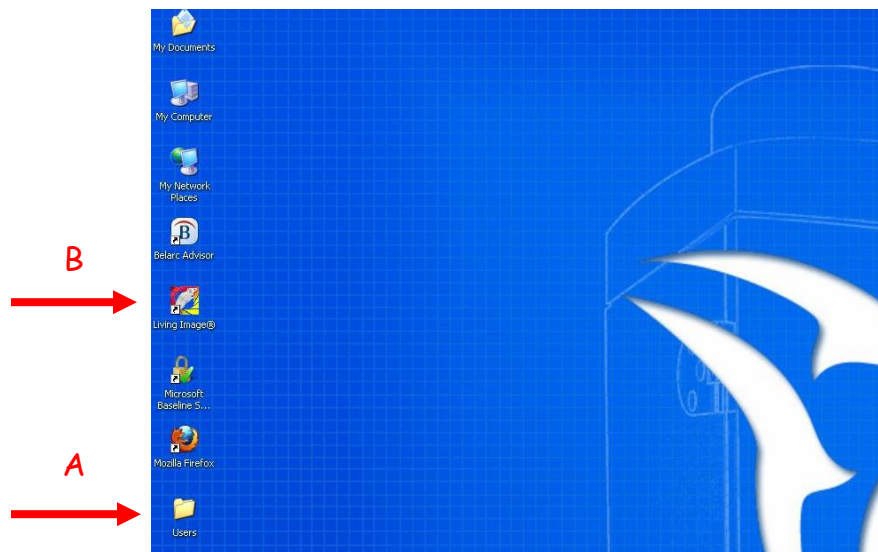 My Documents
My Computer
My Network
Places
B
Belarc Advisor
B
Living Image®
Microsoft
Baseline S...
Mozilla Firefox
A
Users